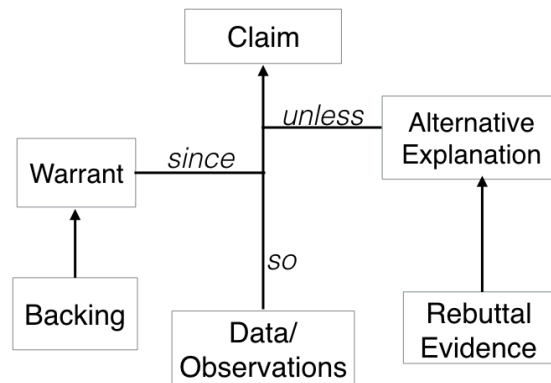 Claim
unless
Alternative
Explanation
since
Warrant
so
Backing
Data/
Observations
Rebuttal
Evidence